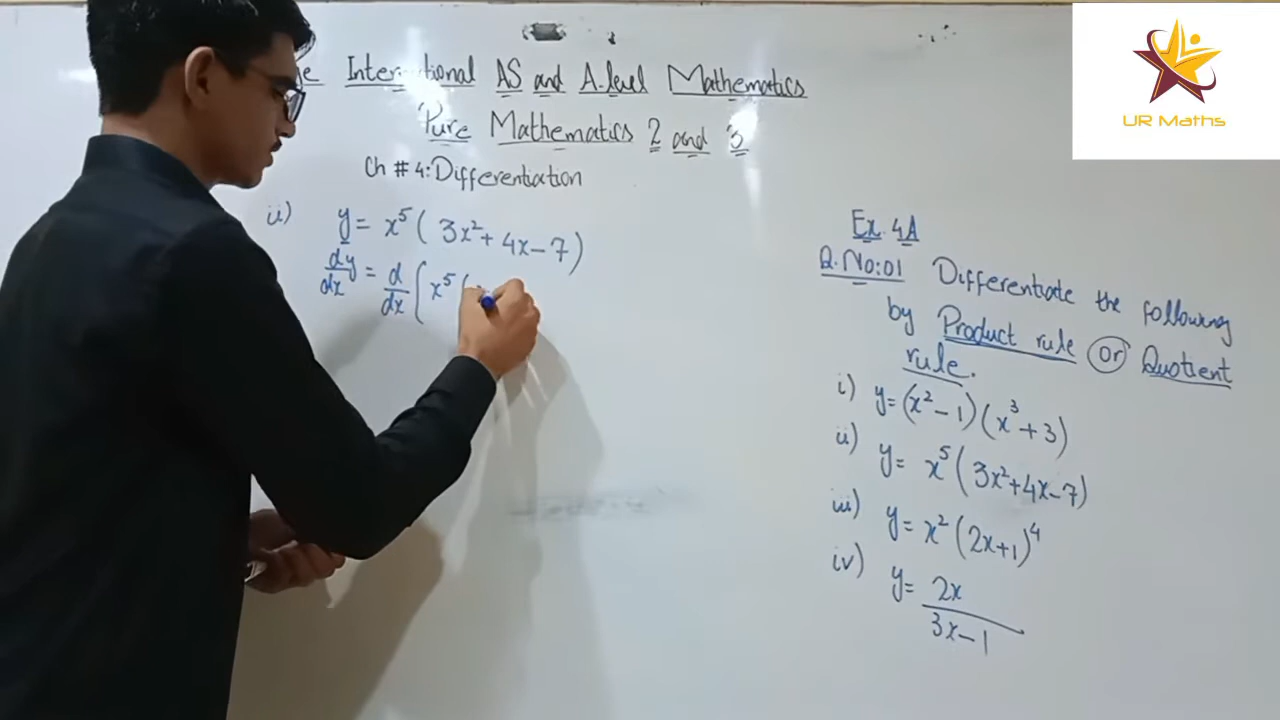 International AS and A-level Mathematics
Pure Mathematics 2 and 3
Ch # 4: Differentiation
ii) y = x⁵ ( 3x² + 4x - 7 )
dy/dx = d/dx ( x⁵ (
UR Maths
Ex. 4A
Q.No:01 Differentiate the following
by Product rule Or Quotient
rule.
i) y = (x² - 1) (x³ + 3)
ii) y = x⁵ ( 3x² + 4x - 7 )
iii) y = x² ( 2x + 1 )⁴
iv) y = 2x
3x - 1